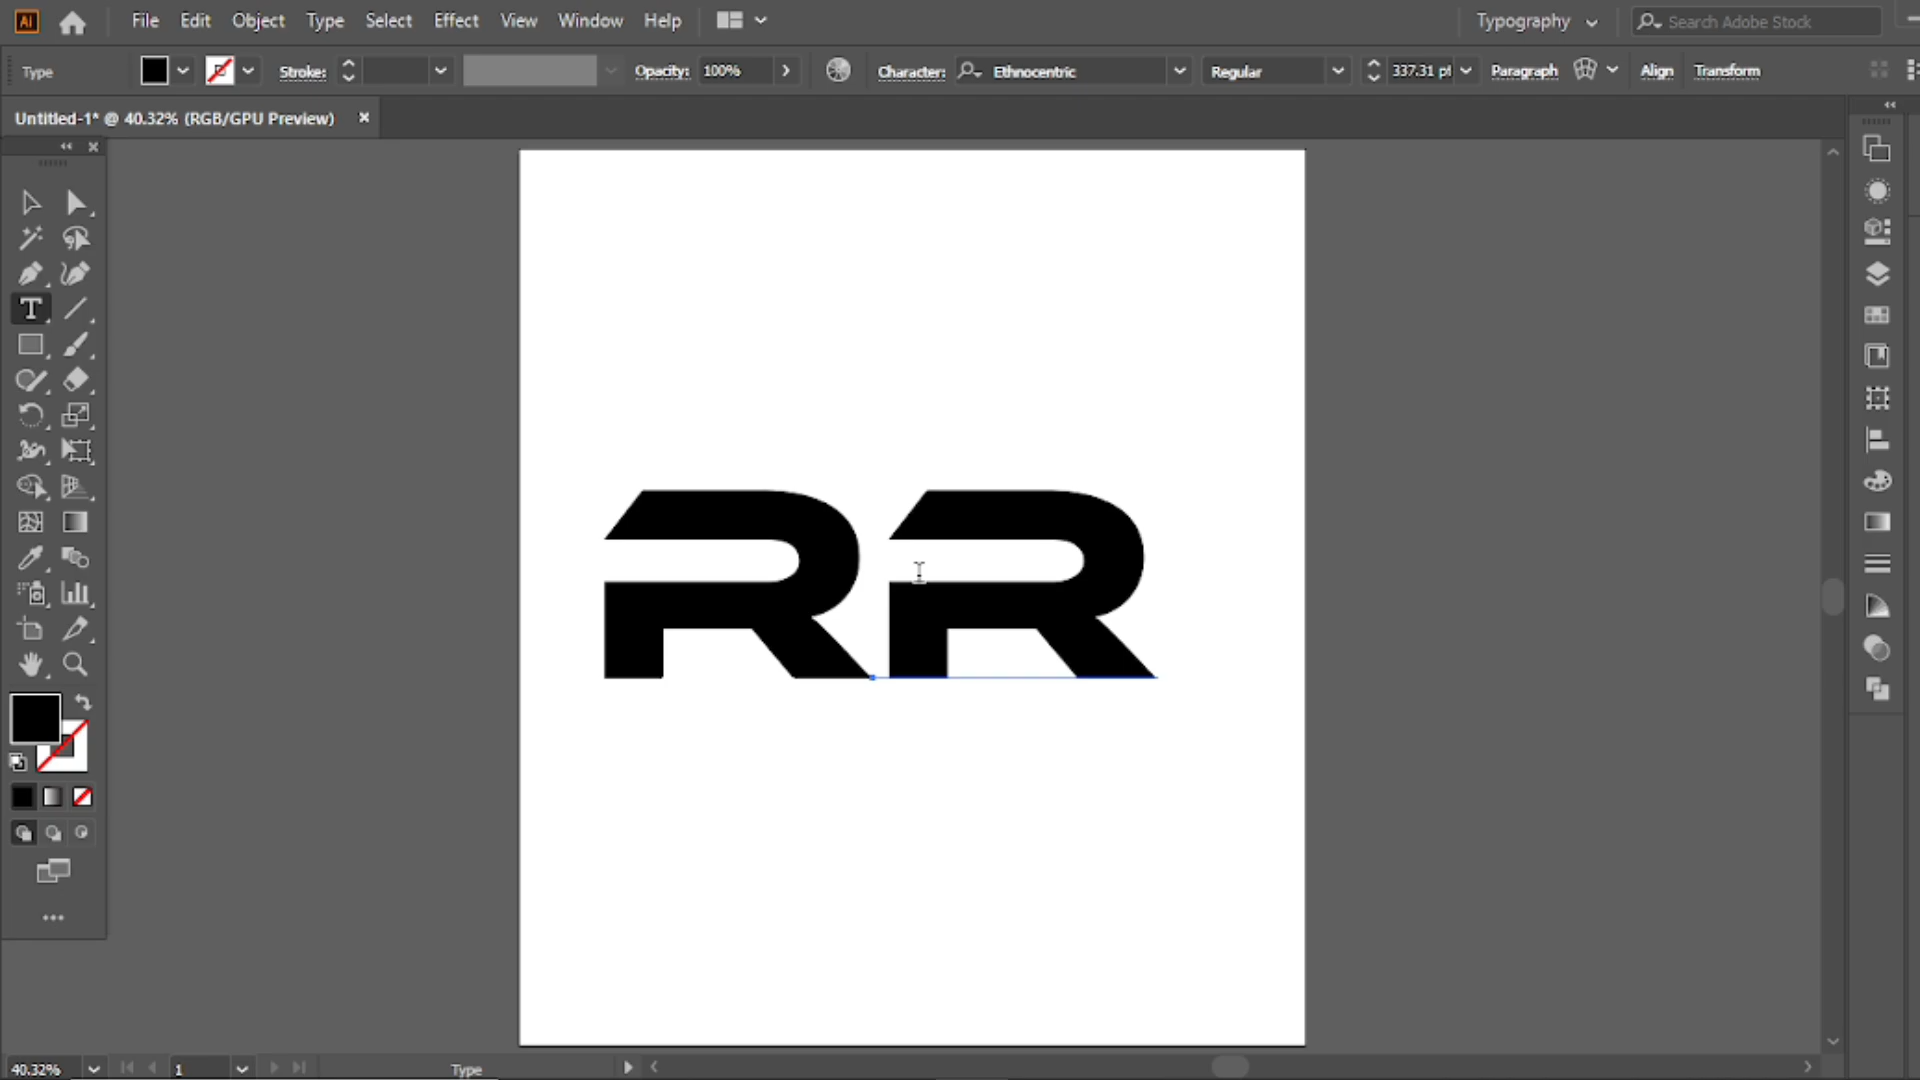 Ai File Edit Object Type Select Effect View Window Help Typography Search Adobe Stock
Type Stroke: Opacity: 100% Character: Ethnocentric Regular 337.31 pt Paragraph Align Transform
Untitled-1* @ 40.32% (RGB/GPU Preview)
RR
40.32% 1 Type